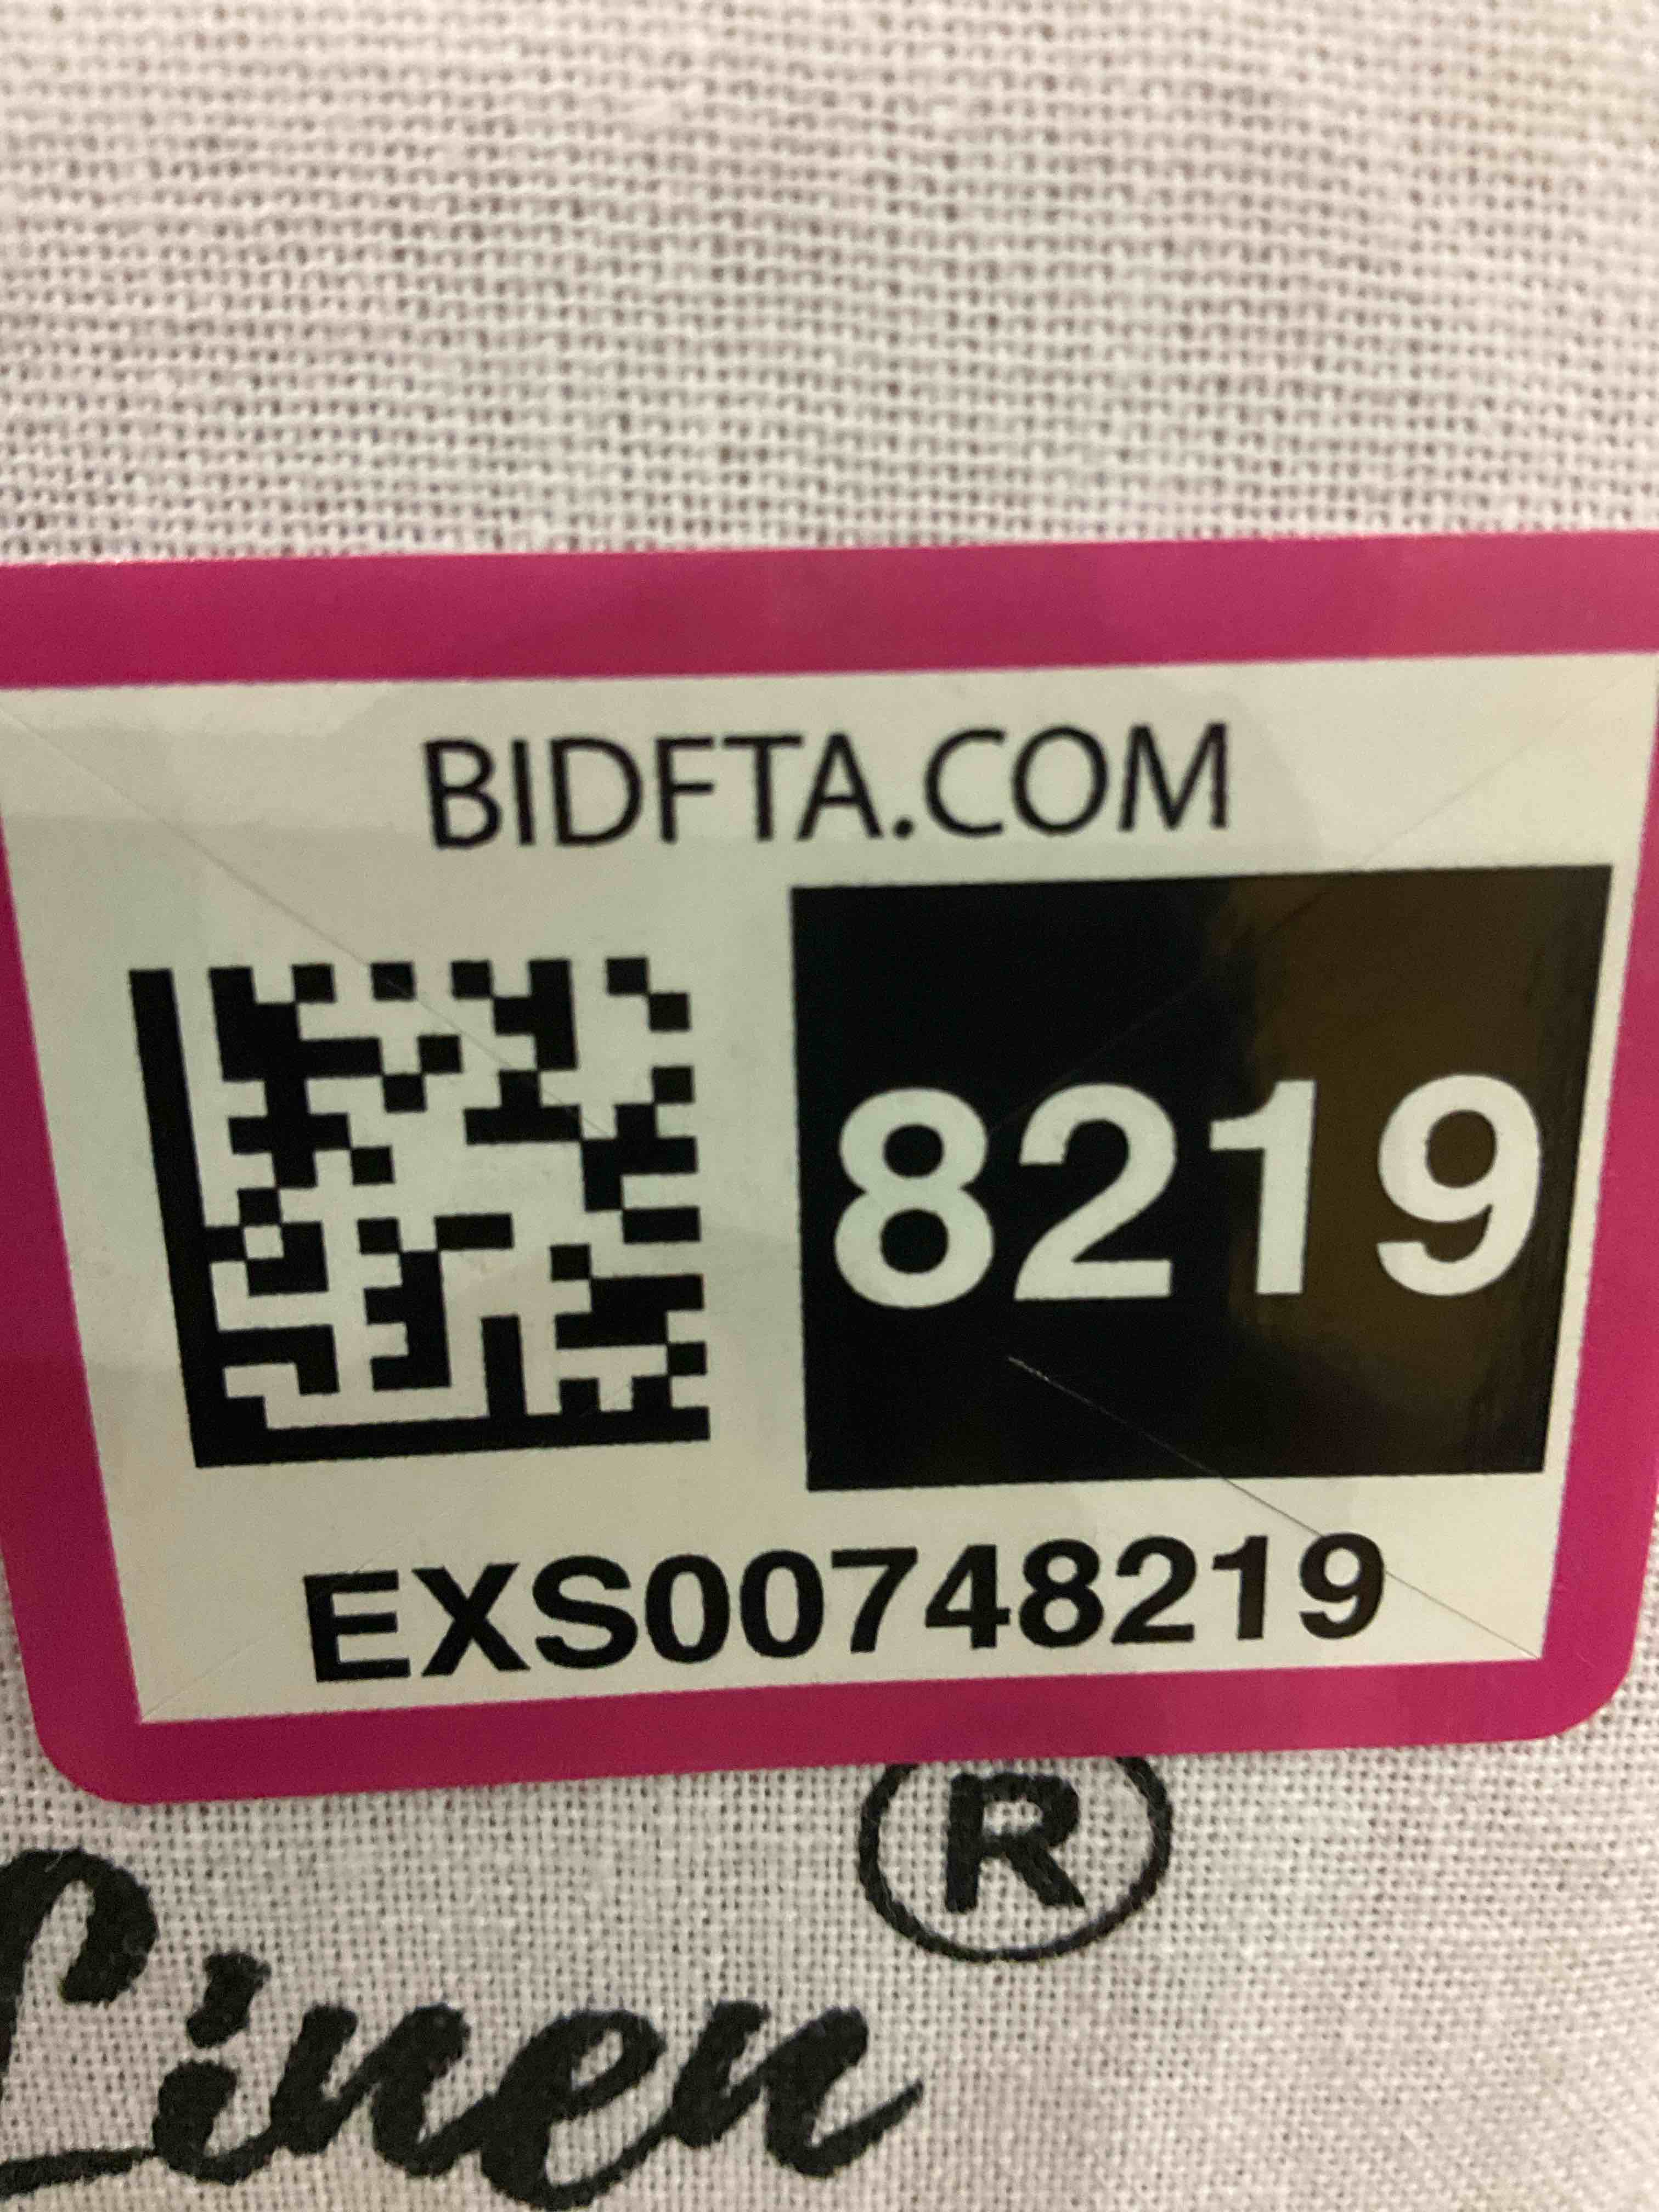 BIDFTA.COM
8219
EXS00748219
®
Linen